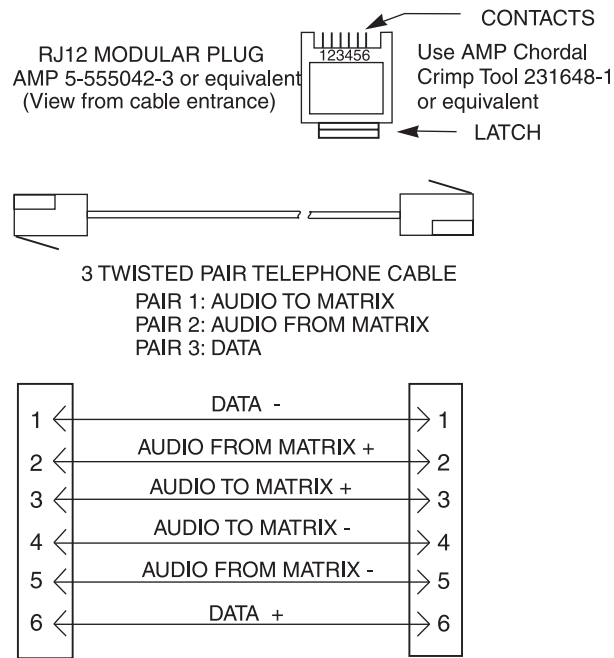 CONTACTS
RJ12 MODULAR PLUG
AMP 5-555042-3 or equivalent
(View from cable entrance)
123456
Use AMP Chordal
Crimp Tool 231648-1
or equivalent
LATCH
3 TWISTED PAIR TELEPHONE CABLE
PAIR 1: AUDIO TO MATRIX
PAIR 2: AUDIO FROM MATRIX
PAIR 3: DATA
1 DATA - 1
2 AUDIO FROM MATRIX + 2
3 AUDIO TO MATRIX + 3
4 AUDIO TO MATRIX - 4
5 AUDIO FROM MATRIX - 5
6 DATA + 6